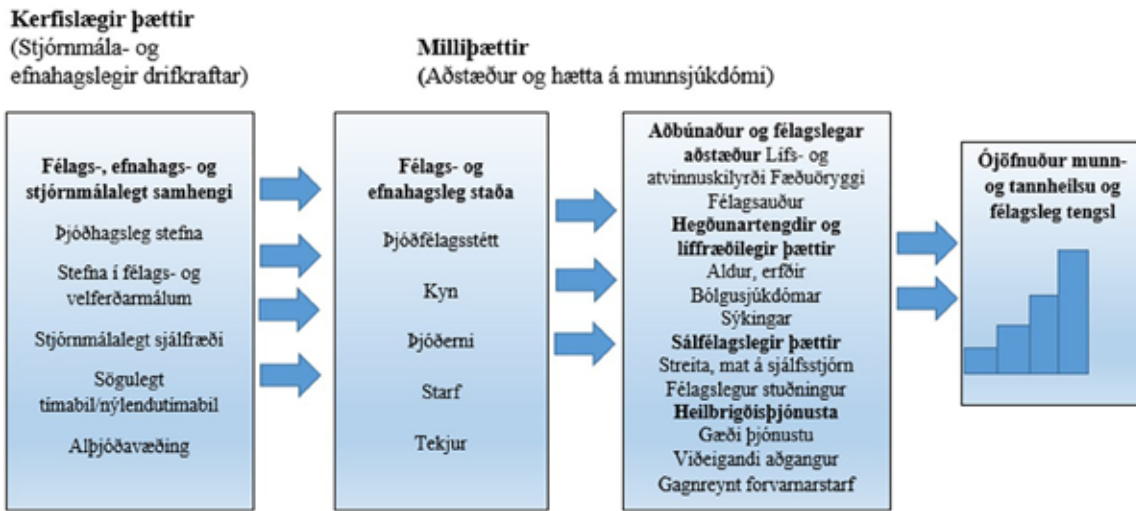 Kerfislægir þættir
(Stjórnmála- og
efnahagslegir drifkraftar)
Milliþættir
(Aðstæður og hætta á munnsjúkdómi)
Félags-, efnahags- og
stjórnmálalegt samhengi
Þjóðhagsleg stefna
Stefna í félags- og
velferðarmálum
Stjórnmálalegt sjálfræði
Sögulegt
tímabil/nýlendutímabil
Alþjóðavæðing
Félags- og
efnahagsleg staða
Þjóðfélagsstétt
Kyn
Þjóðerni
Starf
Tekjur
Aðbúnaður og félagslegar
aðstæður Lífs- og
atvinnuskilyrði Fæðuöryggi
Félagsauður
Hegðunartengdir og
líffræðilegir þættir
Aldur, erfðir
Bólgusjúkdómar
Sýkingar
Sálfélagslegir þættir
Streita, mat á sjálfsstjórn
Félagslegur stuðningur
Heilbrigðisþjónusta
Gæði þjónustu
Viðeigandi aðgangur
Gagnreynt forvarnarstarf
Ójöfnuður munn-
og tannheilsu og
félagsleg tengsl